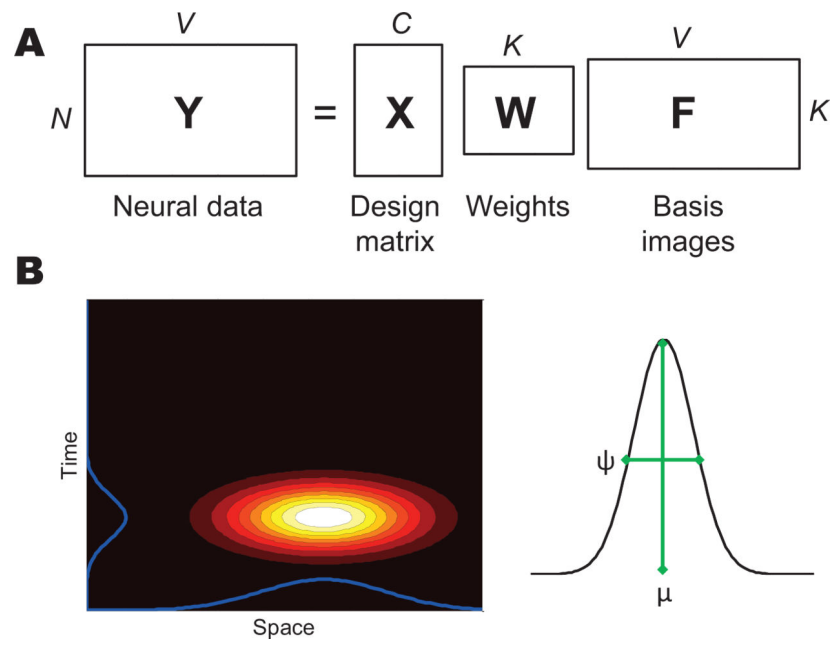 A
V
C
K
V
N
Y
=
X
W
F
K
Neural data
Design
matrix
Weights
Basis
images
B
Time
Space
ψ
μ